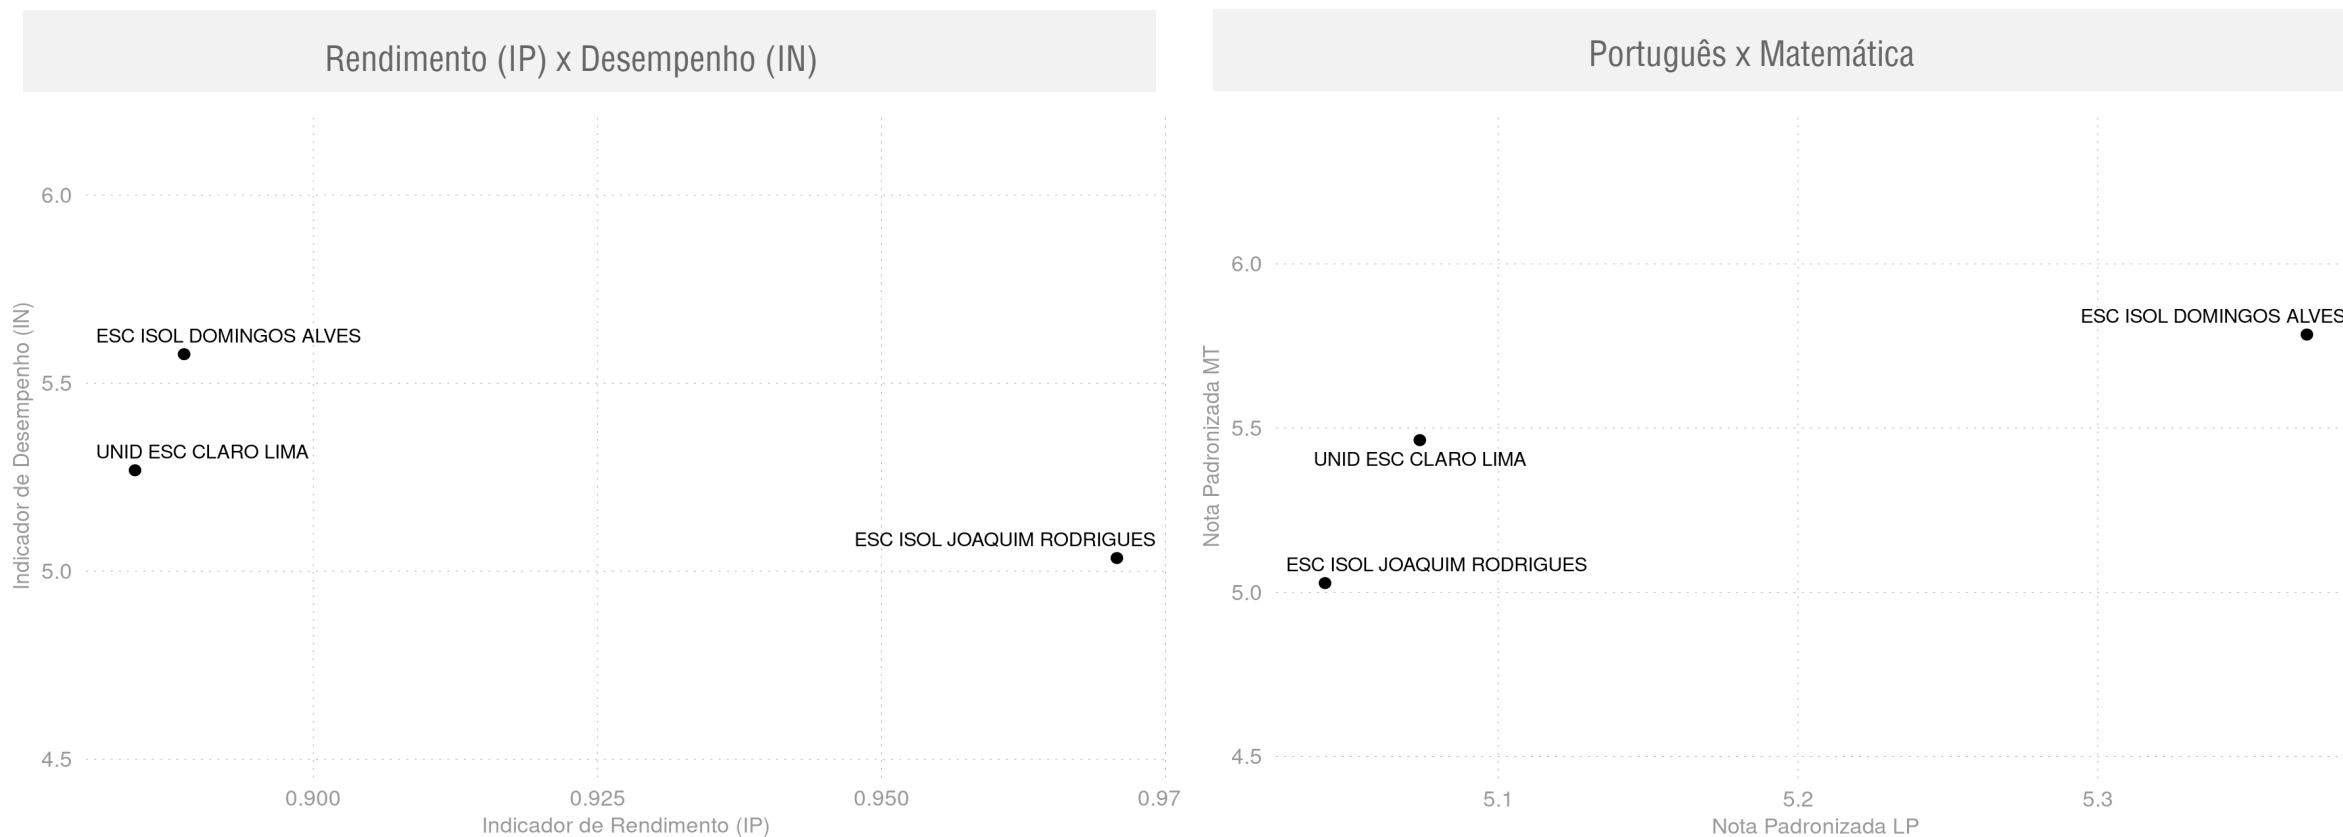 Rendimento (IP) x Desempenho (IN)
6.0
5.5
5.0
4.5
Indicador de Desempenho (IN)
ESC ISOL DOMINGOS ALVES
UNID ESC CLARO LIMA
ESC ISOL JOAQUIM RODRIGUES
0.900
0.925
0.950
0.97
Indicador de Rendimento (IP)
Português x Matemática
6.0
5.5
5.0
4.5
Nota Padronizada MT
ESC ISOL DOMINGOS ALVES
UNID ESC CLARO LIMA
ESC ISOL JOAQUIM RODRIGUES
5.1
5.2
5.3
Nota Padronizada LP